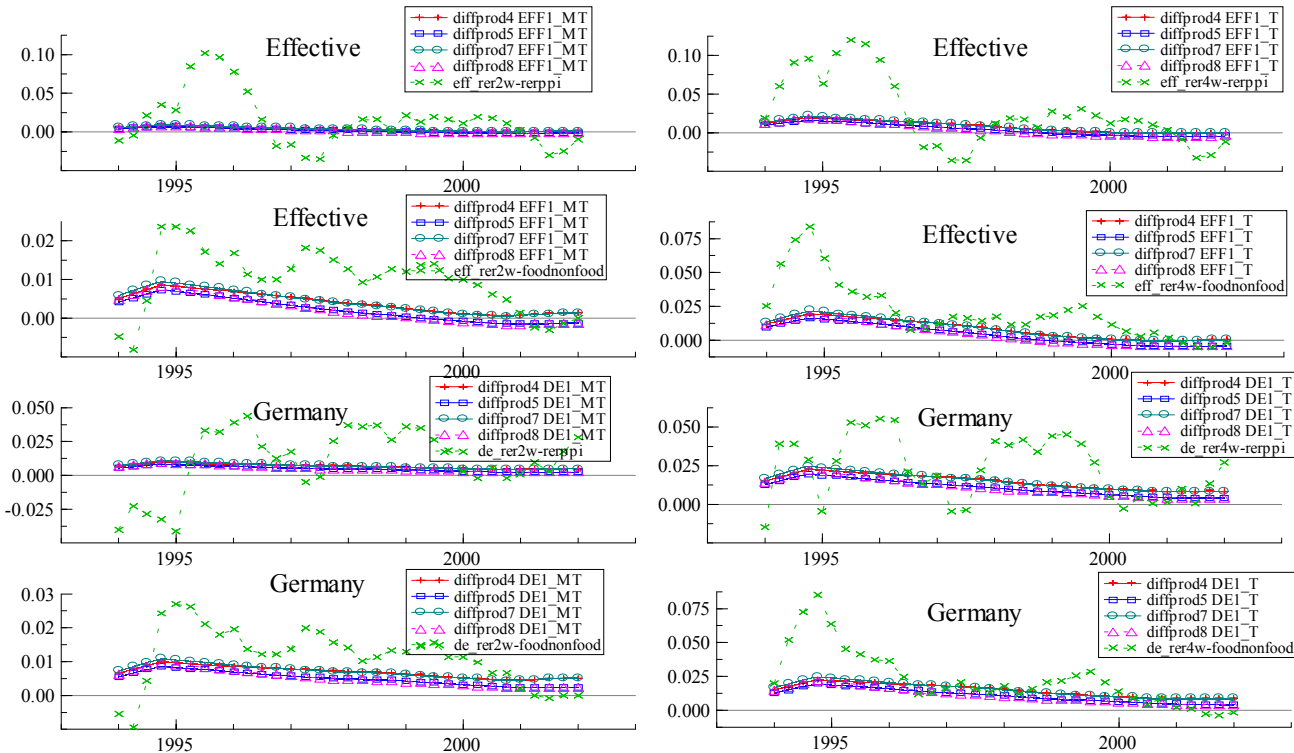 Effective
diffprod4 EFF1_MT
diffprod5 EFF1_MT
diffprod7 EFF1_MT
diffprod8 EFF1_MT
eff_rer2w-rerppi
0.10
0.05
0.00
1995
2000
Effective
diffprod4 EFF1_T
diffprod5 EFF1_T
diffprod7 EFF1_T
diffprod8 EFF1_T
eff_rer4w-rerppi
0.10
0.05
0.00
1995
2000
Effective
diffprod4 EFF1_MT
diffprod5 EFF1_MT
diffprod7 EFF1_MT
diffprod8 EFF1_MT
eff_rer2w-foodnonfood
0.02
0.01
0.00
1995
2000
Effective
diffprod4 EFF1_T
diffprod5 EFF1_T
diffprod7 EFF1_T
diffprod8 EFF1_T
eff_rer4w-foodnonfood
0.075
0.050
0.025
0.000
1995
2000
Germany
diffprod4 DE1_MT
diffprod5 DE1_MT
diffprod7 DE1_MT
diffprod8 DE1_MT
de_rer2w-rerppi
0.050
0.025
0.000
-0.025
1995
2000
Germany
diffprod4 DE1_T
diffprod5 DE1_T
diffprod7 DE1_T
diffprod8 DE1_T
de_rer4w-rerppi
0.050
0.025
0.000
1995
2000
Germany
diffprod4 DE1_MT
diffprod5 DE1_MT
diffprod7 DE1_MT
diffprod8 DE1_MT
de_rer2w-foodnonfood
0.03
0.02
0.01
0.00
1995
2000
Germany
diffprod4 DE1_T
diffprod5 DE1_T
diffprod7 DE1_T
diffprod8 DE1_T
de_rer4w-foodnonfood
0.075
0.050
0.025
0.000
1995
2000